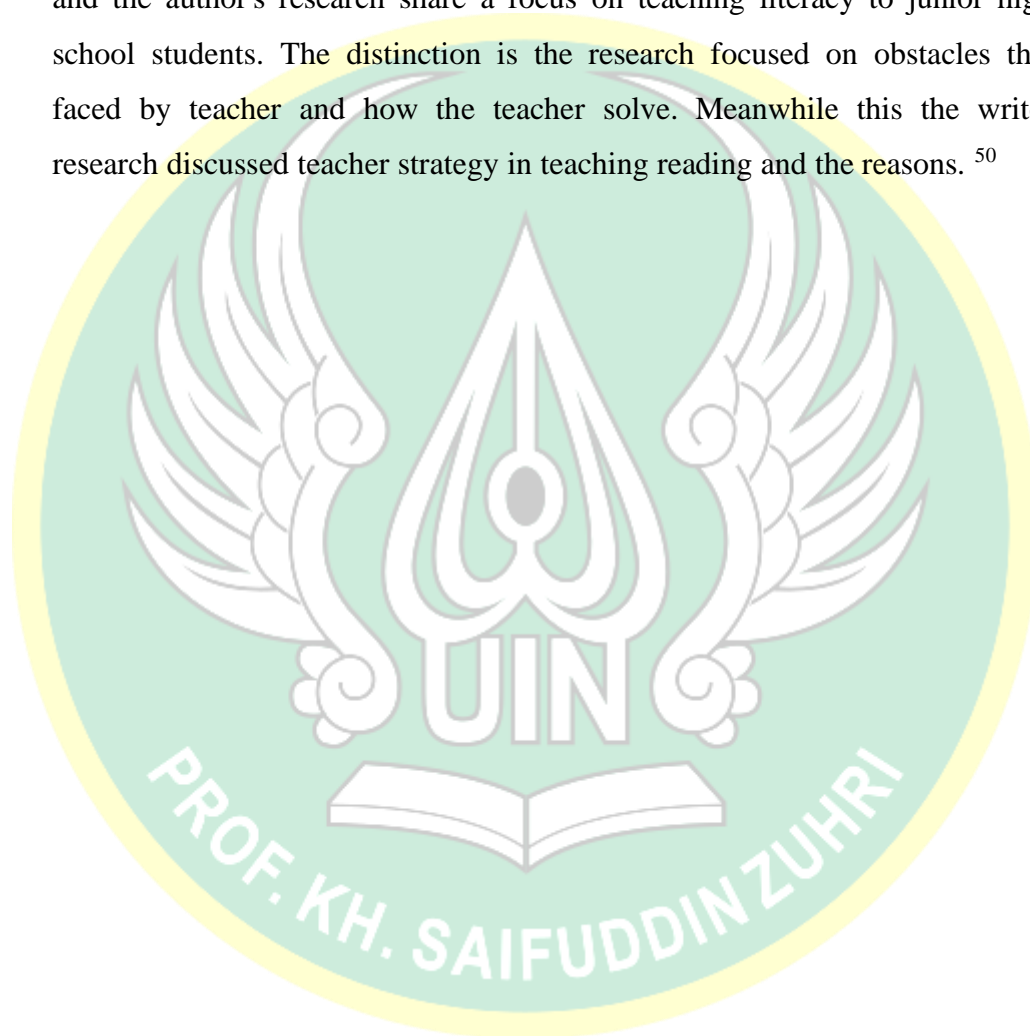 and the author's research share a focus on teaching literacy to junior hig
school students. The distinction is the research focused on obstacles th
faced by teacher and how the teacher solve. Meanwhile this the writ
research discussed teacher strategy in teaching reading and the reasons. 50
UIN
PROF. KH. SAIFUDDIN ZUHRI